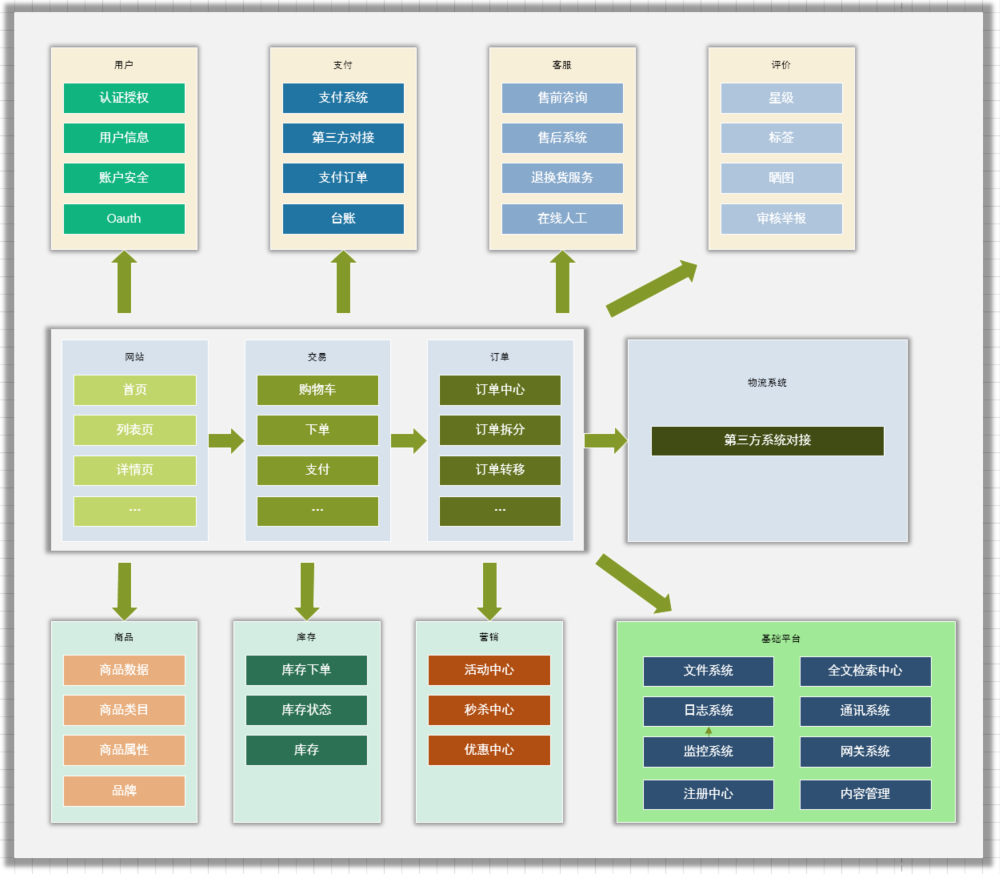 用户
认证授权
用户信息
账户安全
Oauth
支付
支付系统
第三方对接
支付订单
台账
客服
售前咨询
售后系统
退换货服务
在线人工
评价
星级
标签
晒图
审核举报
网站
首页
列表页
详情页
...
交易
购物车
下单
支付
...
订单
订单中心
订单拆分
订单转移
...
物流系统
第三方系统对接
商品
商品数据
商品类目
商品属性
品牌
库存
库存下单
库存状态
库存
营销
活动中心
秒杀中心
优惠中心
基础平台
文件系统
全文检索中心
日志系统
通讯系统
监控系统
网关系统
注册中心
内容管理